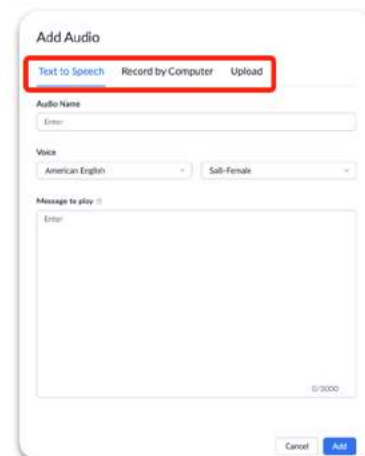 Add Audio
Text to Speech Record by Computer Upload
Audio Name
Enter
Voice
American English Salli-Female
Message to play
Enter
0/3000
Cancel Add